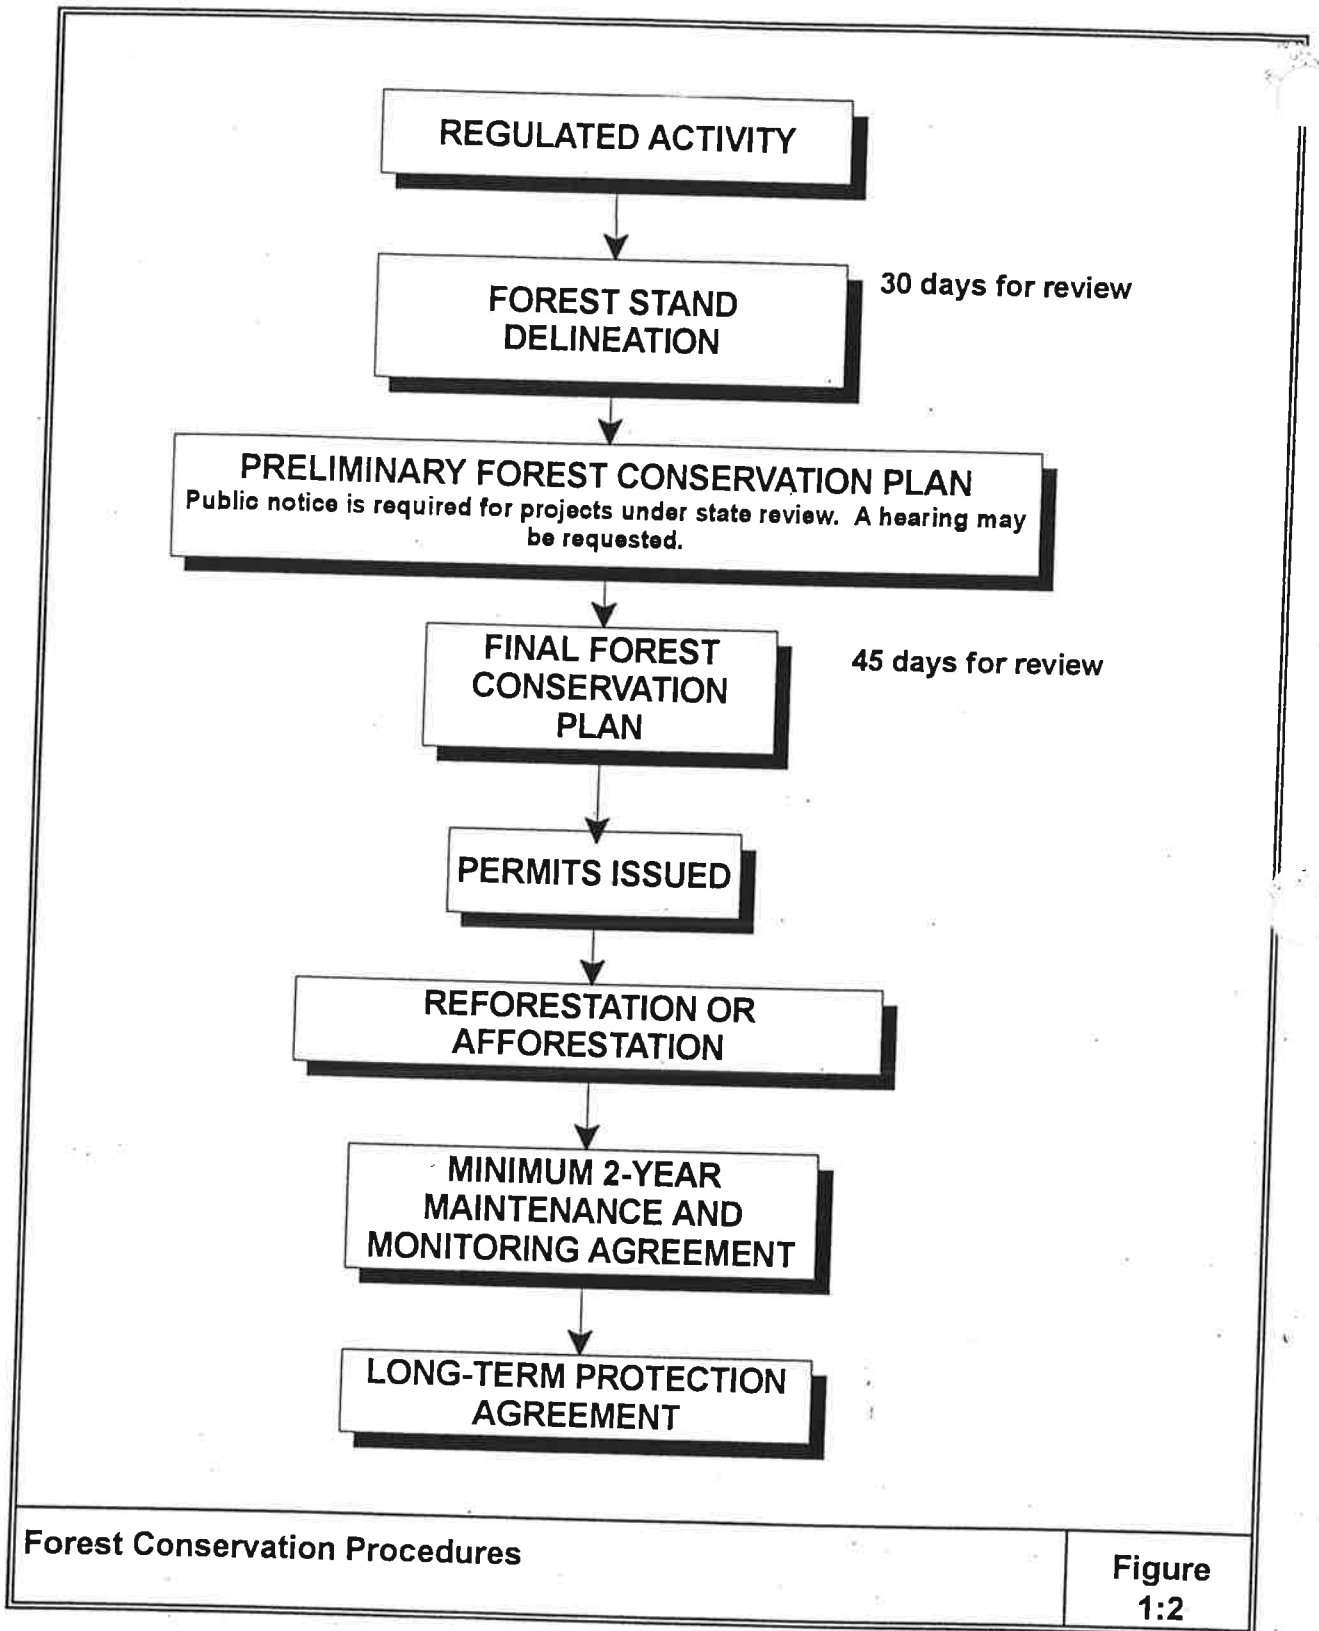 REGULATED ACTIVITY
FOREST STAND
DELINEATION
30 days for review
PRELIMINARY FOREST CONSERVATION PLAN
Public notice is required for projects under state review. A hearing may
be requested.
FINAL FOREST
CONSERVATION
PLAN
45 days for review
PERMITS ISSUED
REFORESTATION OR
AFFORESTATION
MINIMUM 2-YEAR
MAINTENANCE AND
MONITORING AGREEMENT
LONG-TERM PROTECTION
AGREEMENT
Forest Conservation Procedures
Figure
1:2